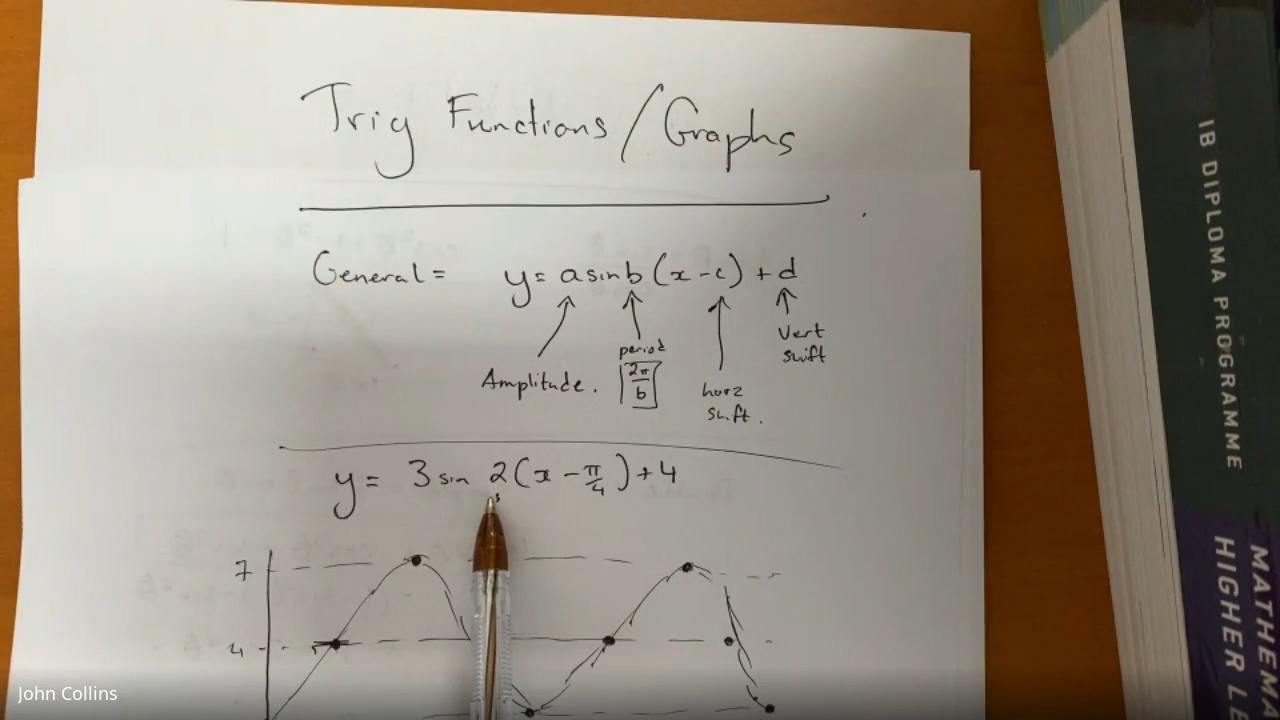 Trig Functions / Graphs
General = y = a sin b (x - c) + d
Amplitude.
period
2π/b
horz
shift.
Vert
shift
y = 3 sin 2(x - π/4) + 4
7
4
IB DIPLOMA PROGRAMME
MATHEMA
HIGHER LE
John Collins